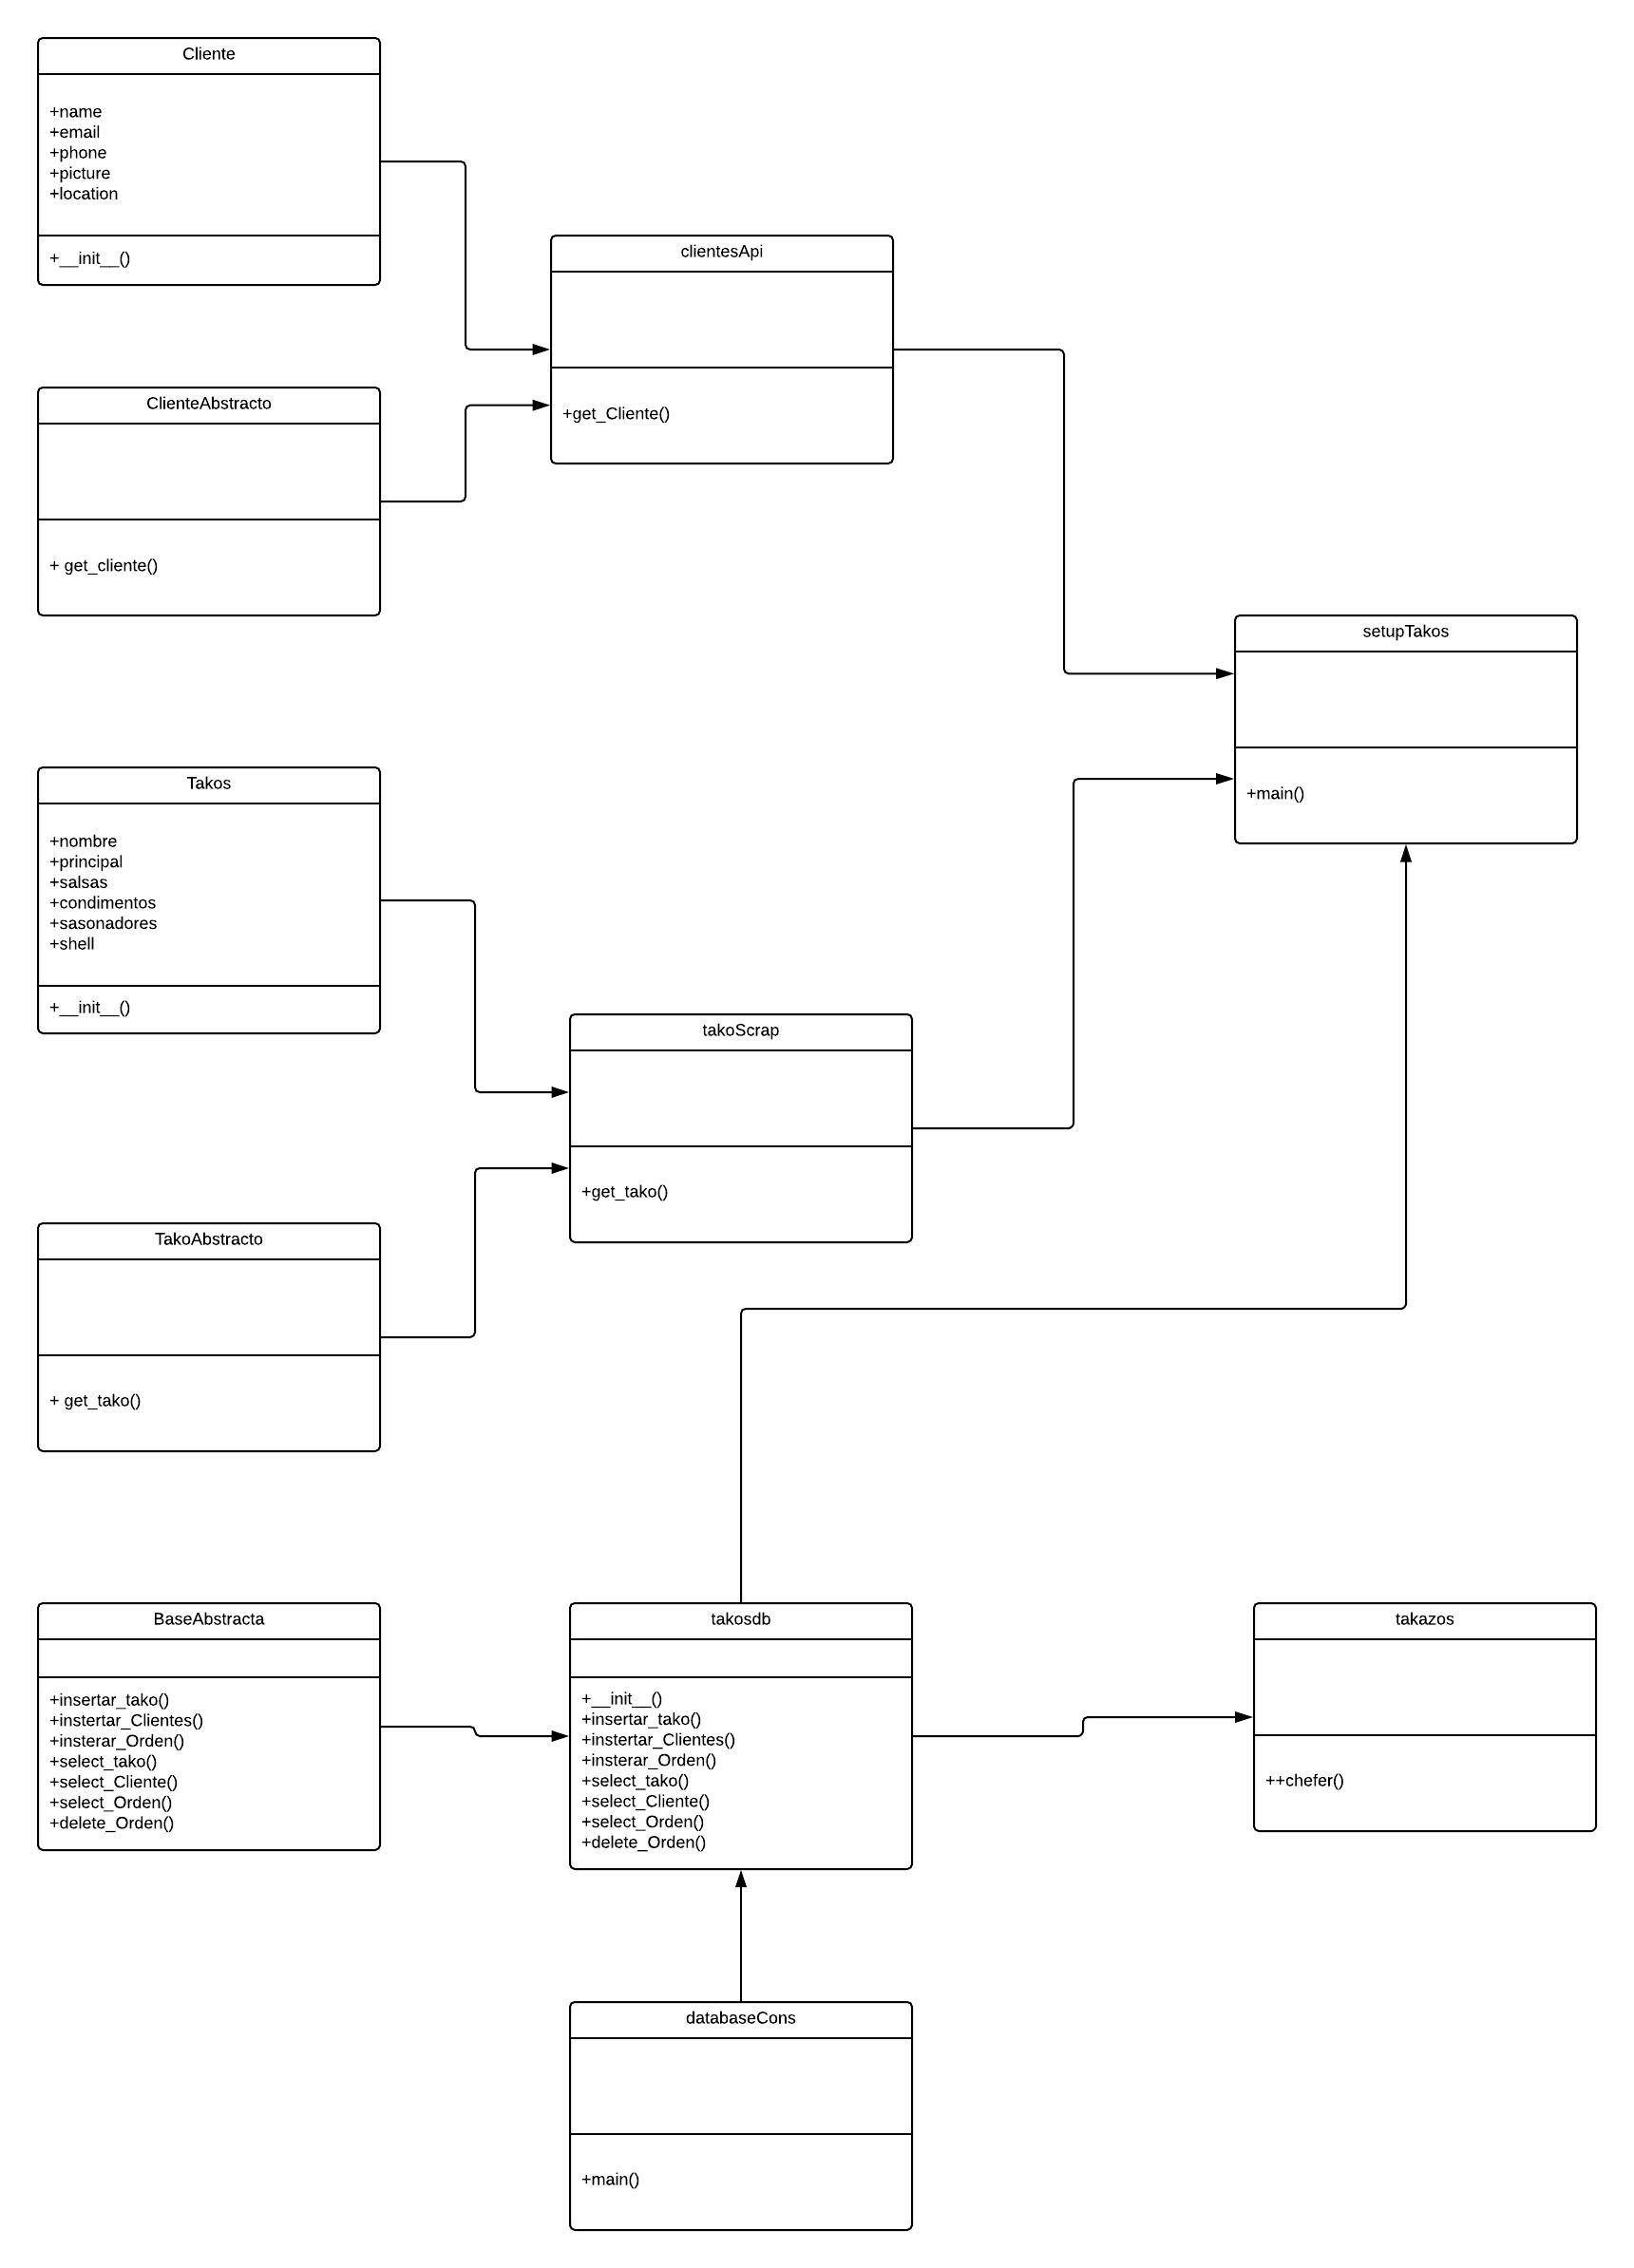 Cliente
+name
+email
+phone
+picture
+location
+__init__()
clientesApi
+get_Cliente()
ClienteAbstracto
+ get_cliente()
setupTakos
+main()
Takos
+nombre
+principal
+salsas
+condimentos
+sasonadores
+shell
+__init__()
takoScrap
+get_tako()
TakoAbstracto
+ get_tako()
BaseAbstracta
+insertar_tako()
+instertar_Clientes()
+insterar_Orden()
+select_tako()
+select_Cliente()
+select_Orden()
+delete_Orden()
takosdb
+__init__()
+insertar_tako()
+instertar_Clientes()
+insterar_Orden()
+select_tako()
+select_Cliente()
+select_Orden()
+delete_Orden()
takazos
++chefer()
databaseCons
+main()